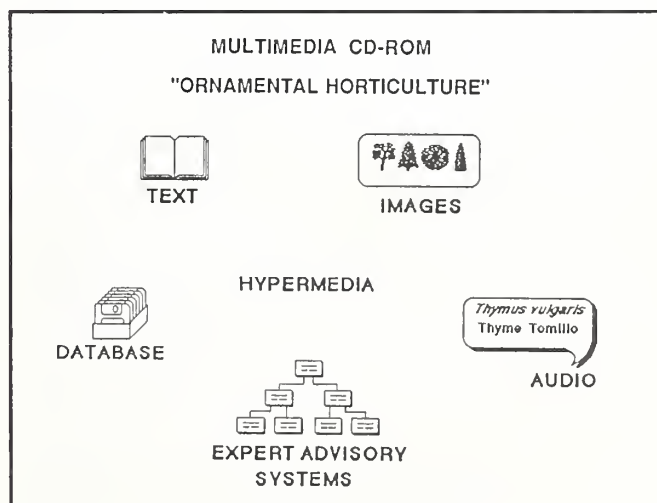 MULTIMEDIA CD-ROM
"ORNAMENTAL HORTICULTURE"
TEXT
IMAGES
HYPERMEDIA
DATABASE
Thymus vulgaris
Thyme Tomillo
AUDIO
EXPERT ADVISORY
SYSTEMS